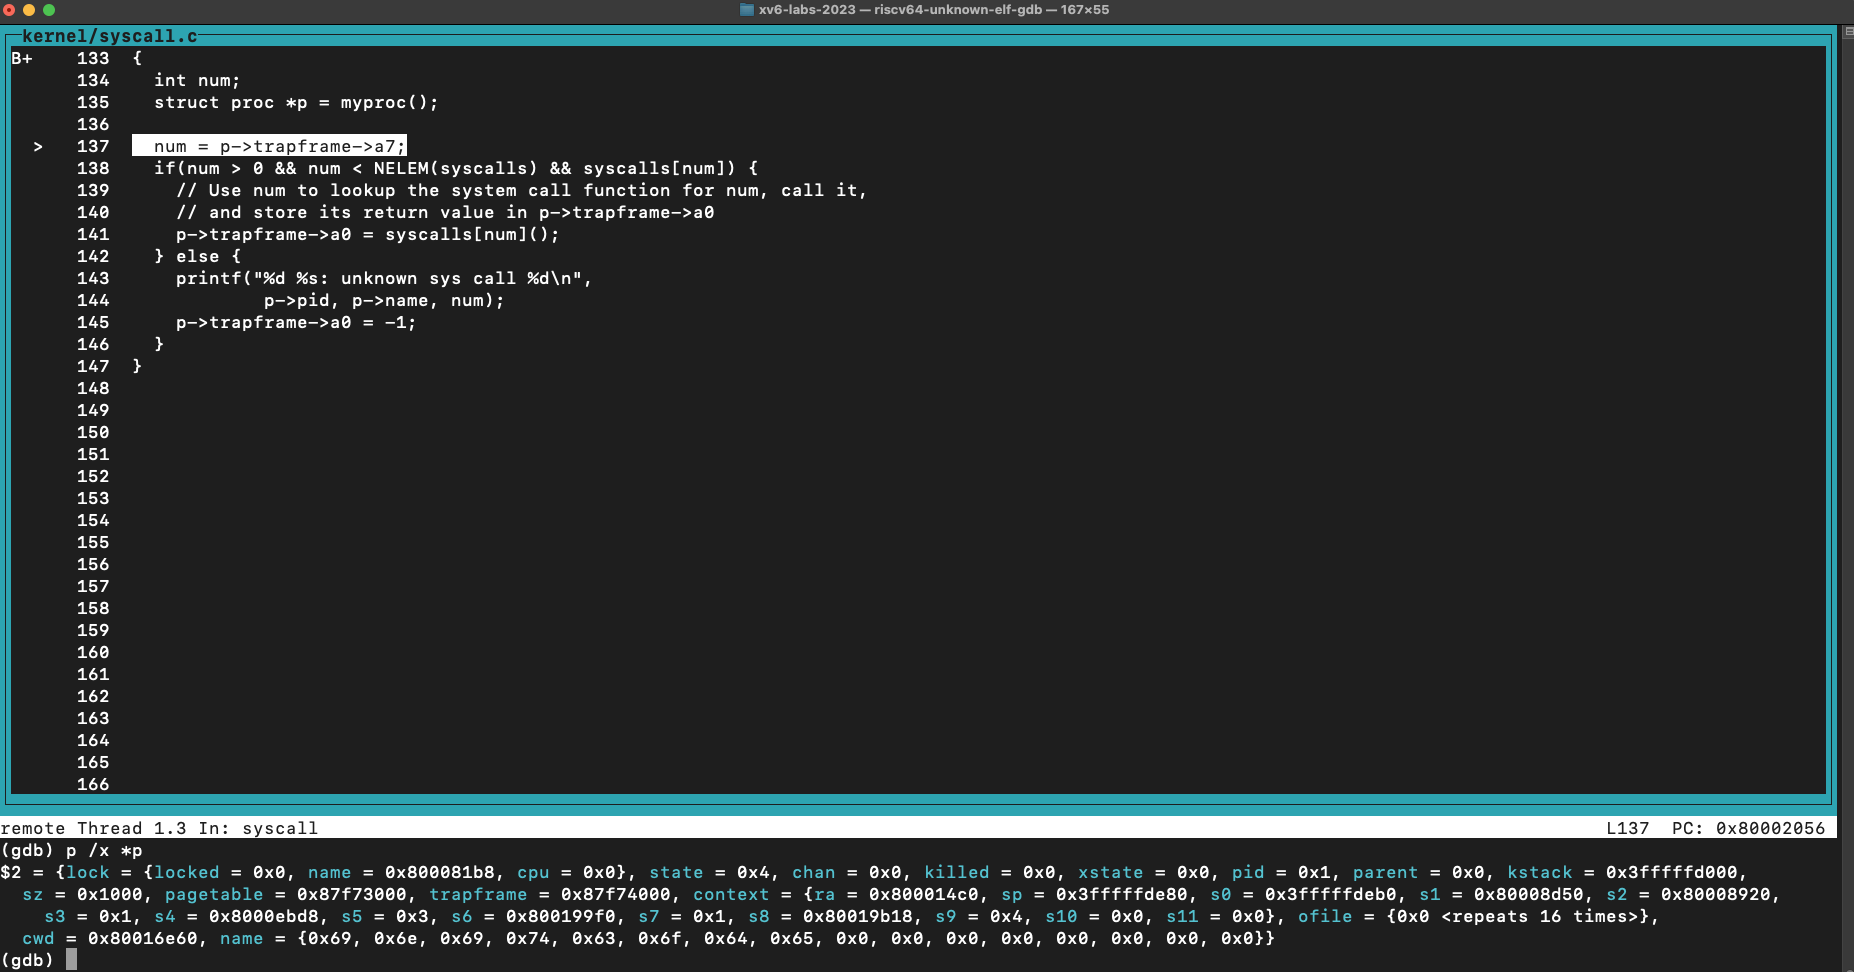 xv6-labs-2023 — riscv64-unknown-elf-gdb — 167×55
kernel/syscall.c
B+ 133 {
134 int num;
135 struct proc *p = myproc();
136
> 137 num = p->trapframe->a7;
138 if(num > 0 && num < NELEM(syscalls) && syscalls[num]) {
139 // Use num to lookup the system call function for num, call it,
140 // and store its return value in p->trapframe->a0
141 p->trapframe->a0 = syscalls[num]();
142 } else {
143 printf("%d %s: unknown sys call %d\n",
144 p->pid, p->name, num);
145 p->trapframe->a0 = -1;
146 }
147 }
148
149
150
151
152
153
154
155
156
157
158
159
160
161
162
163
164
165
166
remote Thread 1.3 In: syscall L137 PC: 0x80002056
(gdb) p /x *p
$2 = {lock = {locked = 0x0, name = 0x800081b8, cpu = 0x0}, state = 0x4, chan = 0x0, killed = 0x0, xstate = 0x0, pid = 0x1, parent = 0x0, kstack = 0x3fffffd000,
sz = 0x1000, pagetable = 0x87f73000, trapframe = 0x87f74000, context = {ra = 0x800014c0, sp = 0x3fffffde80, s0 = 0x3fffffdeb0, s1 = 0x80008d50, s2 = 0x80008920,
s3 = 0x1, s4 = 0x8000ebd8, s5 = 0x3, s6 = 0x800199f0, s7 = 0x1, s8 = 0x80019b18, s9 = 0x4, s10 = 0x0, s11 = 0x0}, ofile = {0x0 <repeats 16 times>},
cwd = 0x80016e60, name = {0x69, 0x6e, 0x69, 0x74, 0x63, 0x6f, 0x64, 0x65, 0x0, 0x0, 0x0, 0x0, 0x0, 0x0, 0x0, 0x0}}
(gdb)